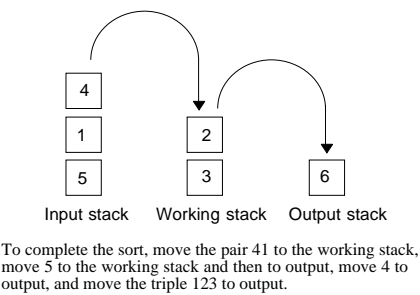 4
1
5
2
3
6
Input stack
Working stack
Output stack
To complete the sort, move the pair 41 to the working stack,
move 5 to the working stack and then to output, move 4 to
output, and move the triple 123 to output.